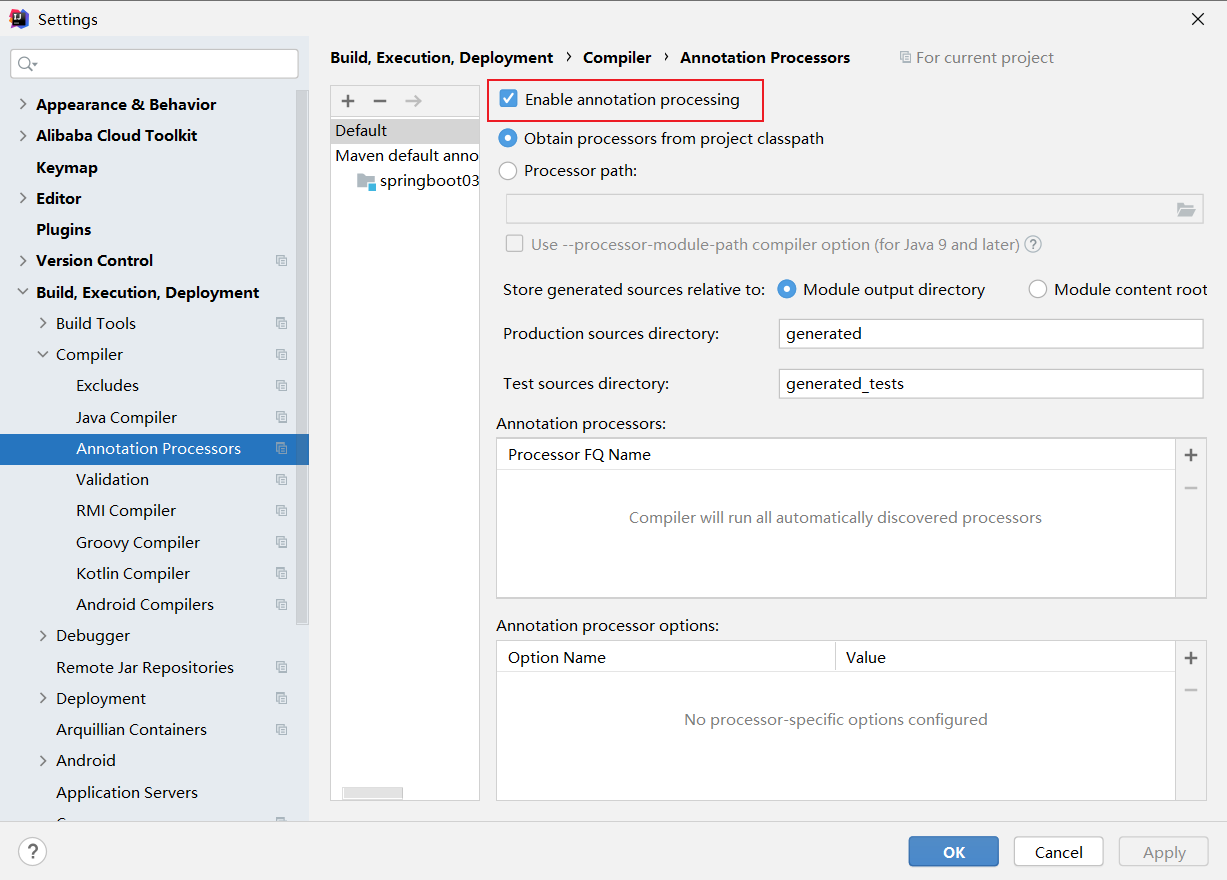 Settings
Build, Execution, Deployment › Compiler › Annotation Processors
For current project
Appearance & Behavior
Alibaba Cloud Toolkit
Keymap
Editor
Plugins
Version Control
Build, Execution, Deployment
Build Tools
Compiler
Excludes
Java Compiler
Annotation Processors
Validation
RMI Compiler
Groovy Compiler
Kotlin Compiler
Android Compilers
Debugger
Remote Jar Repositories
Deployment
Arquillian Containers
Android
Application Servers
Default
Maven default anno
springboot03
Enable annotation processing
Obtain processors from project classpath
Processor path:
Use --processor-module-path compiler option (for Java 9 and later) ?
Store generated sources relative to: Module output directory Module content root
Production sources directory: generated
Test sources directory: generated_tests
Annotation processors:
Processor FQ Name
Compiler will run all automatically discovered processors
Annotation processor options:
Option Name Value
No processor-specific options configured
? OK Cancel Apply